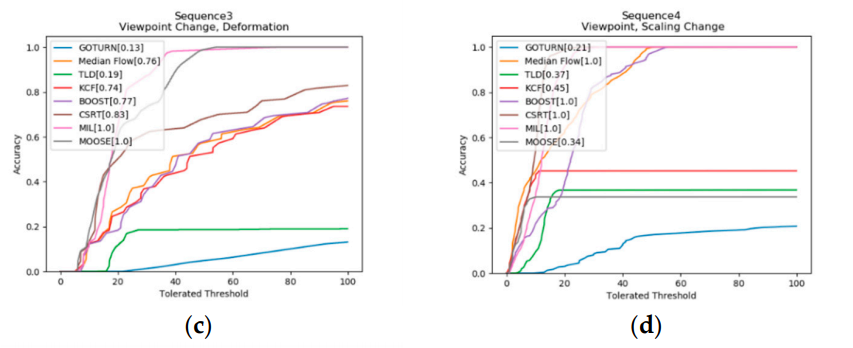 Sequence3
Viewpoint Change, Deformation
1.0
0.8
0.6
0.4
0.2
0.0
Accuracy
GOTURN[0.13]
Median Flow[0.76]
TLD[0.19]
KCF[0.74]
BOOST[0.77]
CSRT[0.83]
MIL[1.0]
MOOSE[1.0]
0 20 40 60 80 100
Tolerated Threshold
(c)
Sequence4
Viewpoint, Scaling Change
1.0
0.8
0.6
0.4
0.2
0.0
Accuracy
GOTURN[0.21]
Median Flow[1.0]
TLD[0.37]
KCF[0.45]
BOOST[1.0]
CSRT[1.0]
MIL[1.0]
MOOSE[0.34]
0 20 40 60 80 100
Tolerated Threshold
(d)